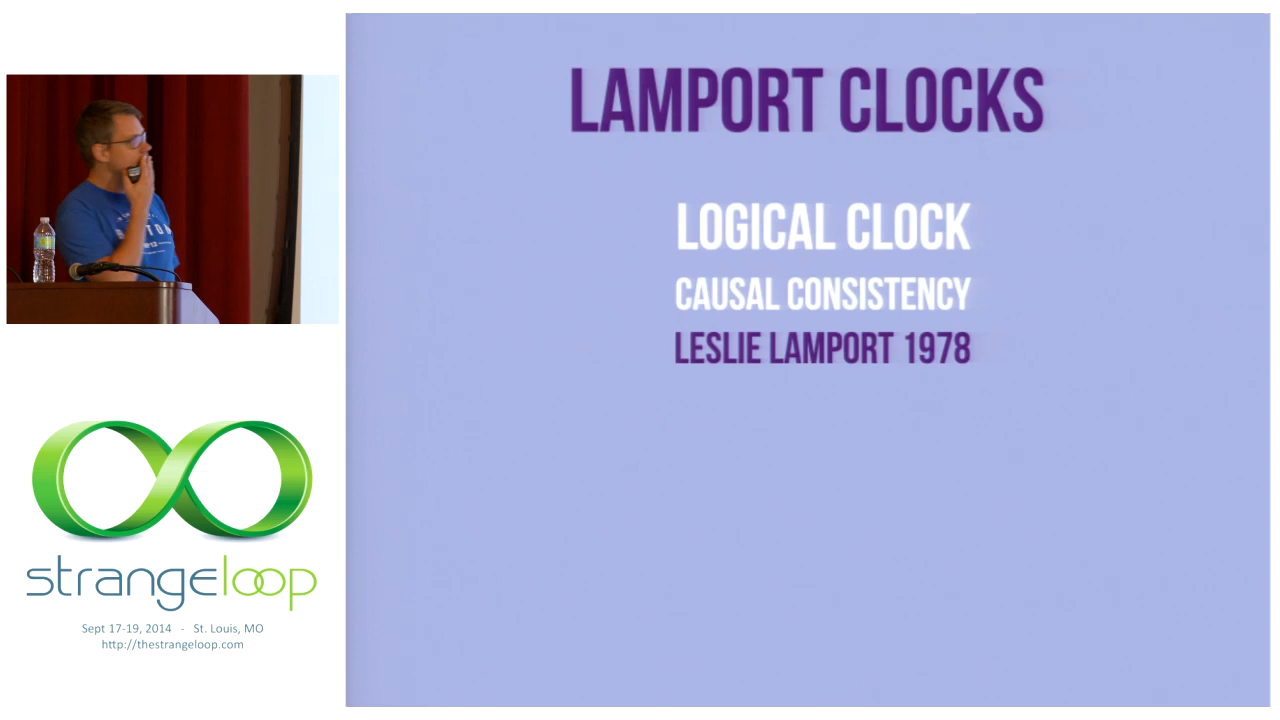 LAMPORT CLOCKS
LOGICAL CLOCK
CAUSAL CONSISTENCY
LESLIE LAMPORT 1978
strangeloop
Sept 17-19, 2014 - St. Louis, MO
http://thestrangeloop.com